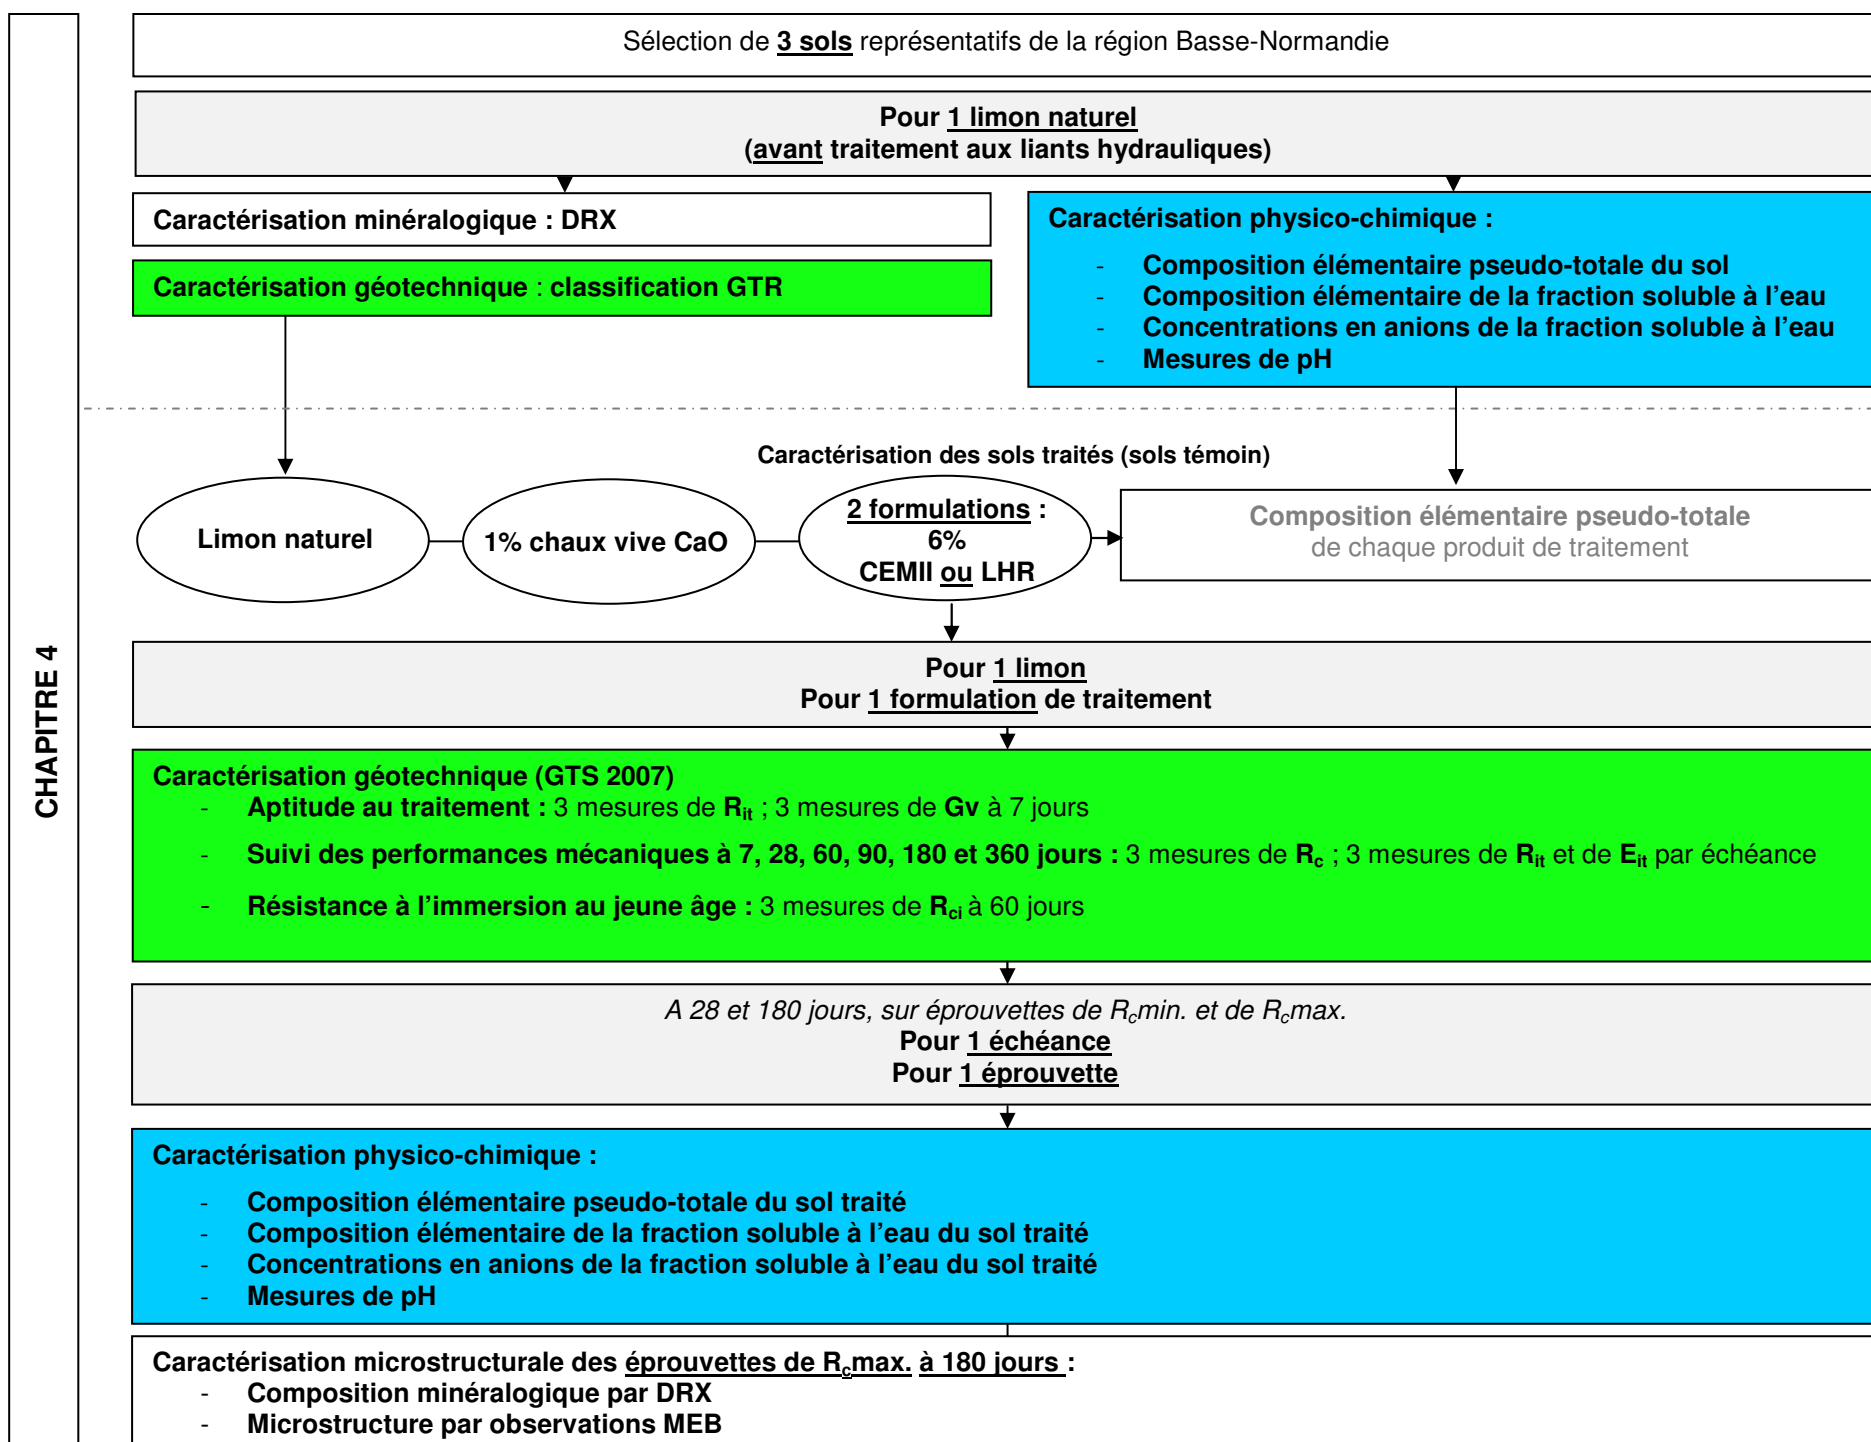 CHAPITRE 4
Sélection de 3 sols représentatifs de la région Basse-Normandie
Pour 1 limon naturel
(avant traitement aux liants hydrauliques)
Caractérisation minéralogique : DRX
Caractérisation géotechnique : classification GTR
Caractérisation physico-chimique :
- Composition élémentaire pseudo-totale du sol
- Composition élémentaire de la fraction soluble à l'eau
- Concentrations en anions de la fraction soluble à l'eau
- Mesures de pH
Caractérisation des sols traités (sols témoin)
Limon naturel
1% chaux vive CaO
2 formulations :
6%
CEMII ou LHR
Composition élémentaire pseudo-totale
de chaque produit de traitement
Pour 1 limon
Pour 1 formulation de traitement
Caractérisation géotechnique (GTS 2007)
- Aptitude au traitement : 3 mesures de Rit ; 3 mesures de Gv à 7 jours
- Suivi des performances mécaniques à 7, 28, 60, 90, 180 et 360 jours : 3 mesures de Rc ; 3 mesures de Rit et de Eit par échéance
- Résistance à l'immersion au jeune âge : 3 mesures de Rci à 60 jours
A 28 et 180 jours, sur éprouvettes de Rcmin. et de Rcmax.
Pour 1 échéance
Pour 1 éprouvette
Caractérisation physico-chimique :
- Composition élémentaire pseudo-totale du sol traité
- Composition élémentaire de la fraction soluble à l'eau du sol traité
- Concentrations en anions de la fraction soluble à l'eau du sol traité
- Mesures de pH
Caractérisation microstructurale des éprouvettes de Rcmax. à 180 jours :
- Composition minéralogique par DRX
- Microstructure par observations MEB